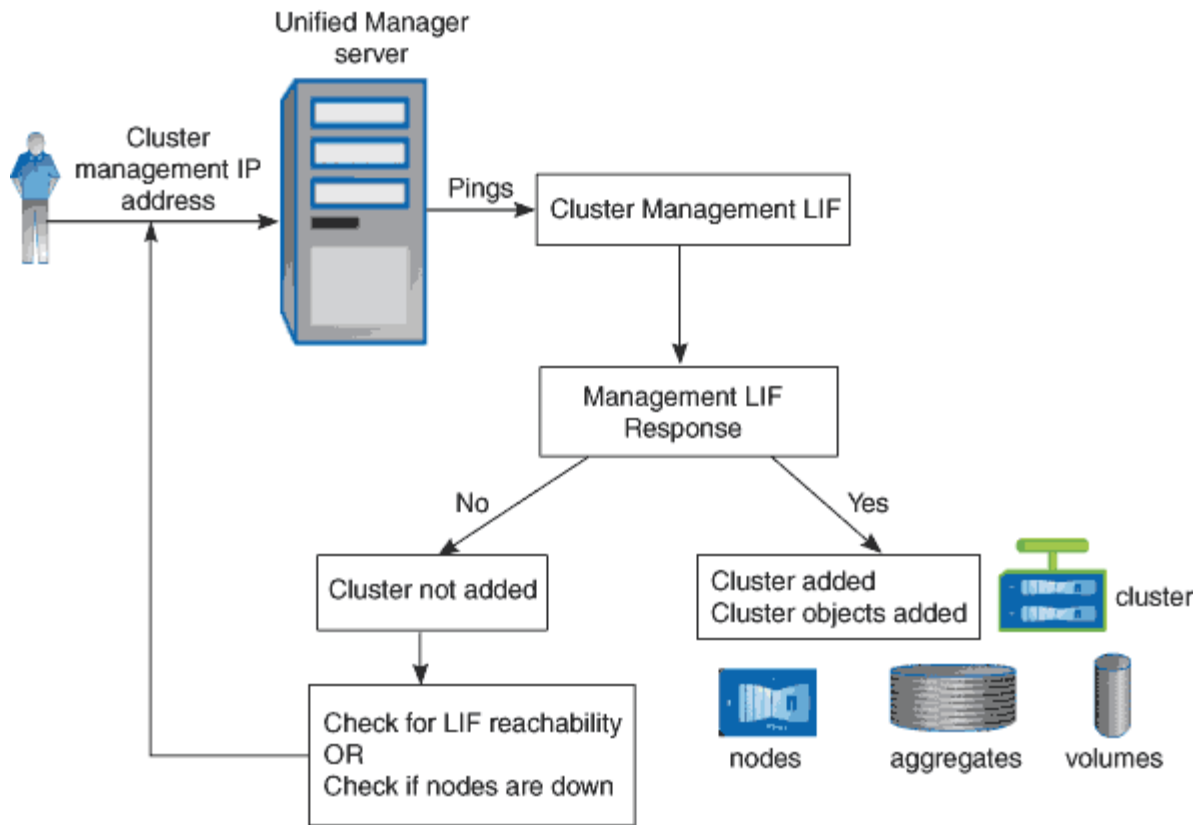 Unified Manager
server
Cluster
management IP
address
Pings
Cluster Management LIF
Management LIF
Response
No
Yes
Cluster not added
Cluster added
Cluster objects added
cluster
Check for LIF reachability
OR
Check if nodes are down
nodes
aggregates
volumes